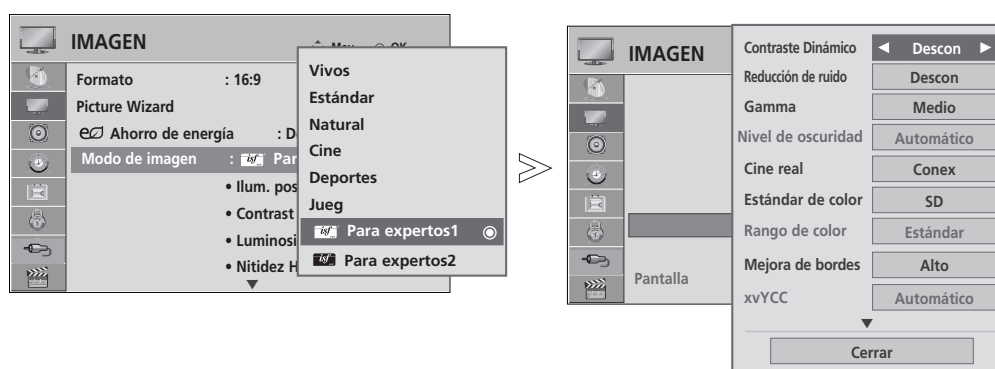 IMAGEN
Formato : 16:9
Picture Wizard
Ahorro de energía : D
Modo de imagen : isf Par
• Ilum. pos
• Contrast
• Luminosi
• Nitidez H
Vivos
Estándar
Natural
Cine
Deportes
Jueg
isf Para expertos1
isf Para expertos2
IMAGEN
Pantalla
Contraste Dinámico Descon
Reducción de ruido Descon
Gamma Medio
Nivel de oscuridad Automático
Cine real Conex
Estándar de color SD
Rango de color Estándar
Mejora de bordes Alto
xvYCC Automático
Cerrar